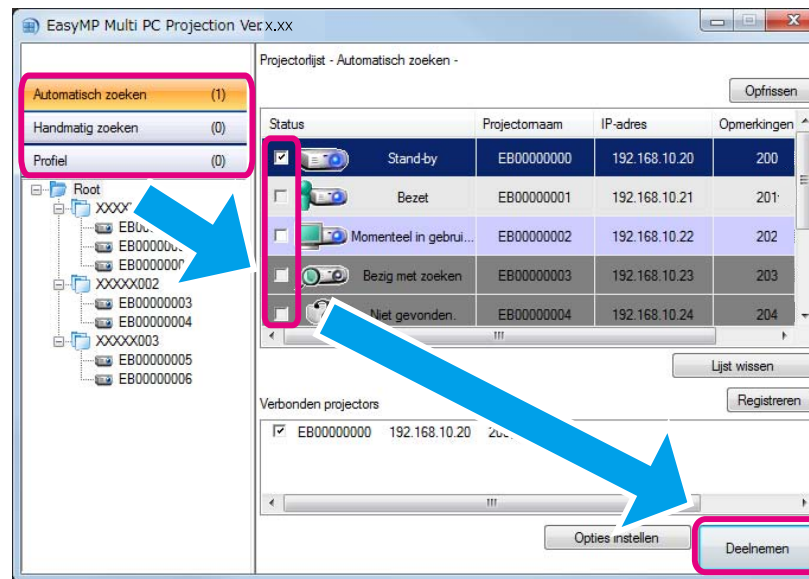 EasyMP Multi PC Projection Ver.x.xx
Automatisch zoeken (1)
Handmatig zoeken (0)
Profiel (0)
Root
EB00000003
EB00000004
XXXXX002
XXXXX003
EB00000005
EB00000006
Projectorlijst - Automatisch zoeken -
Opfrissen
Status Projectornaam IP-adres Opmerkingen
Stand-by EB00000000 192.168.10.20 200
Bezet EB00000001 192.168.10.21 201
Momenteel in gebrui... EB00000002 192.168.10.22 202
Bezig met zoeken EB00000003 192.168.10.23 203
Niet gevonden. EB00000004 192.168.10.24 204
Lijst wissen
Verbonden projectors
Registreren
EB00000000 192.168.10.20
Opties instellen
Deelnemen